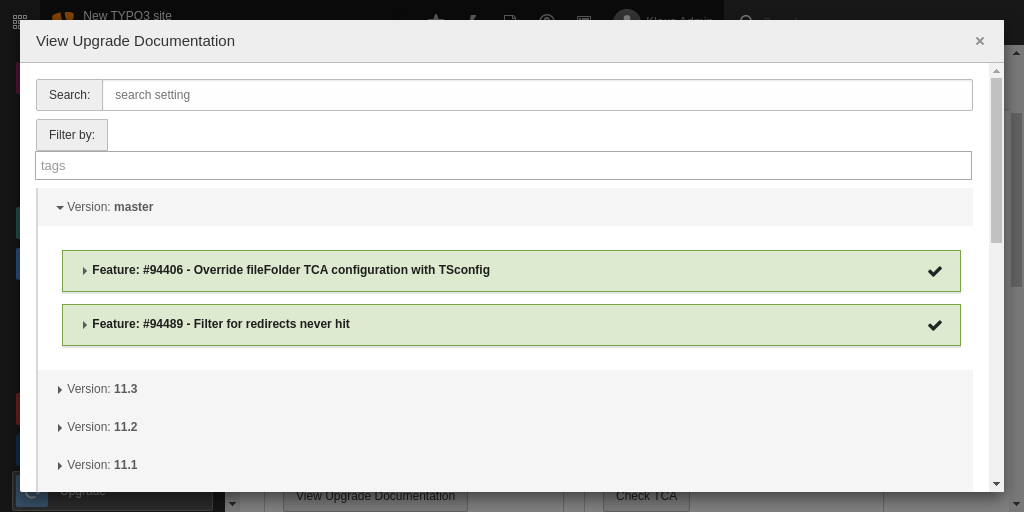 New TYPO3 site
Klaus Admin
View Upgrade Documentation
×
Search:
search setting
Filter by:
tags
Version: master
Feature: #94406 - Override fileFolder TCA configuration with TSconfig
Feature: #94489 - Filter for redirects never hit
Version: 11.3
Version: 11.2
Version: 11.1
Upgrade
View Upgrade Documentation
Check TCA